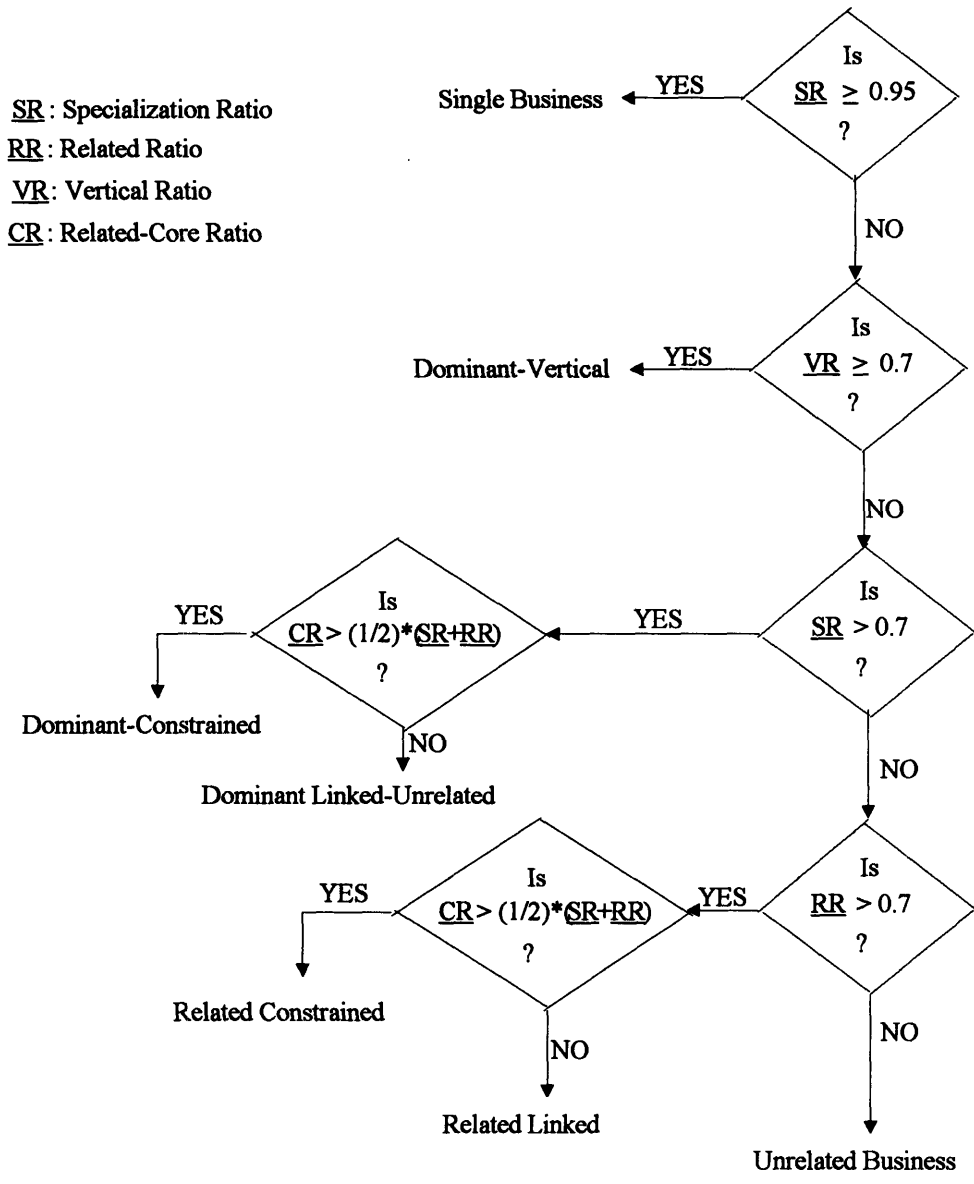 SR : Specialization Ratio
RR : Related Ratio
VR : Vertical Ratio
CR : Related-Core Ratio
Is
SR ≥ 0.95
?
YES
Single Business
NO
Is
VR ≥ 0.7
?
YES
Dominant-Vertical
NO
Is
SR > 0.7
?
YES
Is
CR > (1/2)*(SR+RR)
?
YES
Dominant-Constrained
NO
Dominant Linked-Unrelated
NO
Is
RR > 0.7
?
YES
Is
CR > (1/2)*(SR+RR)
?
YES
Related Constrained
NO
Related Linked
NO
Unrelated Business